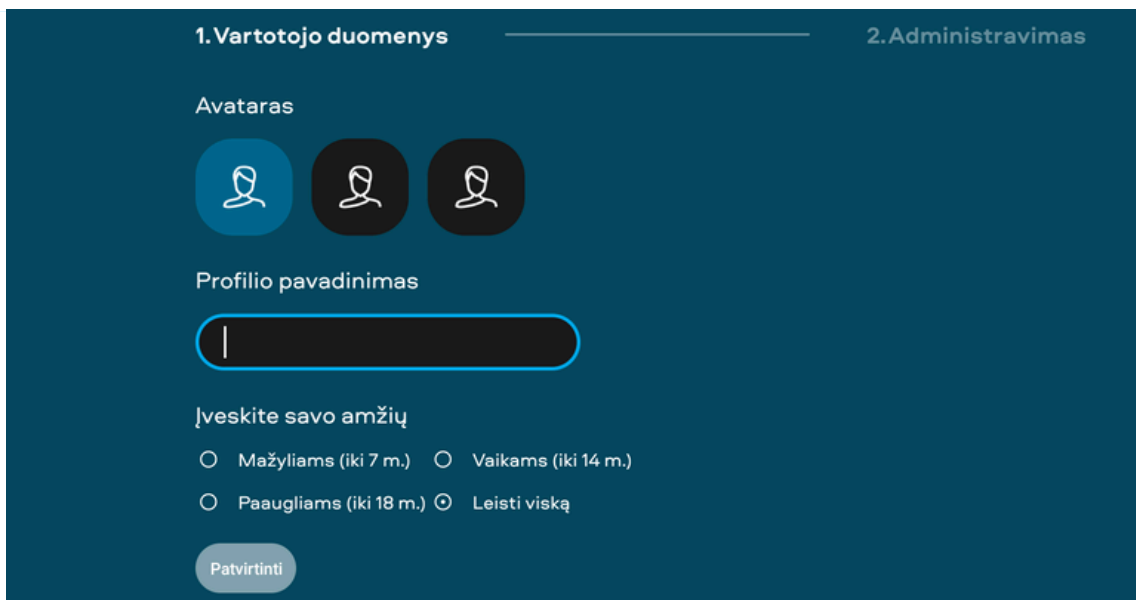 1.Vartotojo duomenys 2.Administravimas
Avataras
Profilio pavadinimas
Įveskite savo amžių
Mažyliams (iki 7 m.) Vaikams (iki 14 m.)
Paaugliams (iki 18 m.) Leisti viską
Patvirtinti